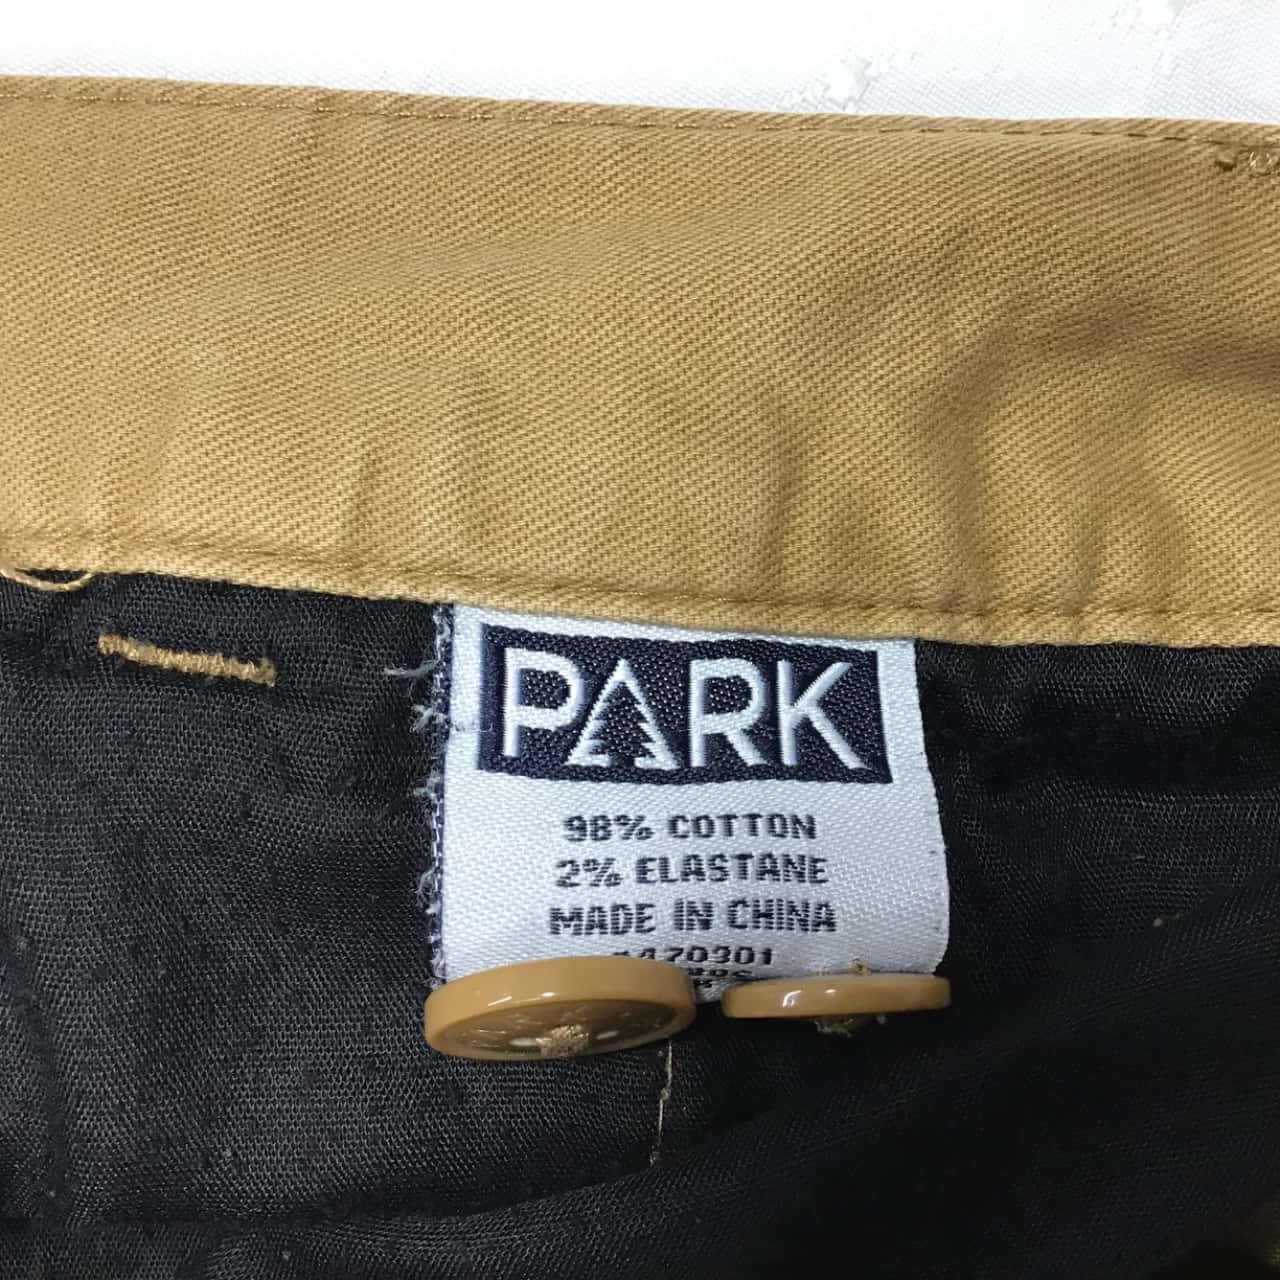 PARK
98% COTTON
2% ELASTANE
MADE IN CHINA